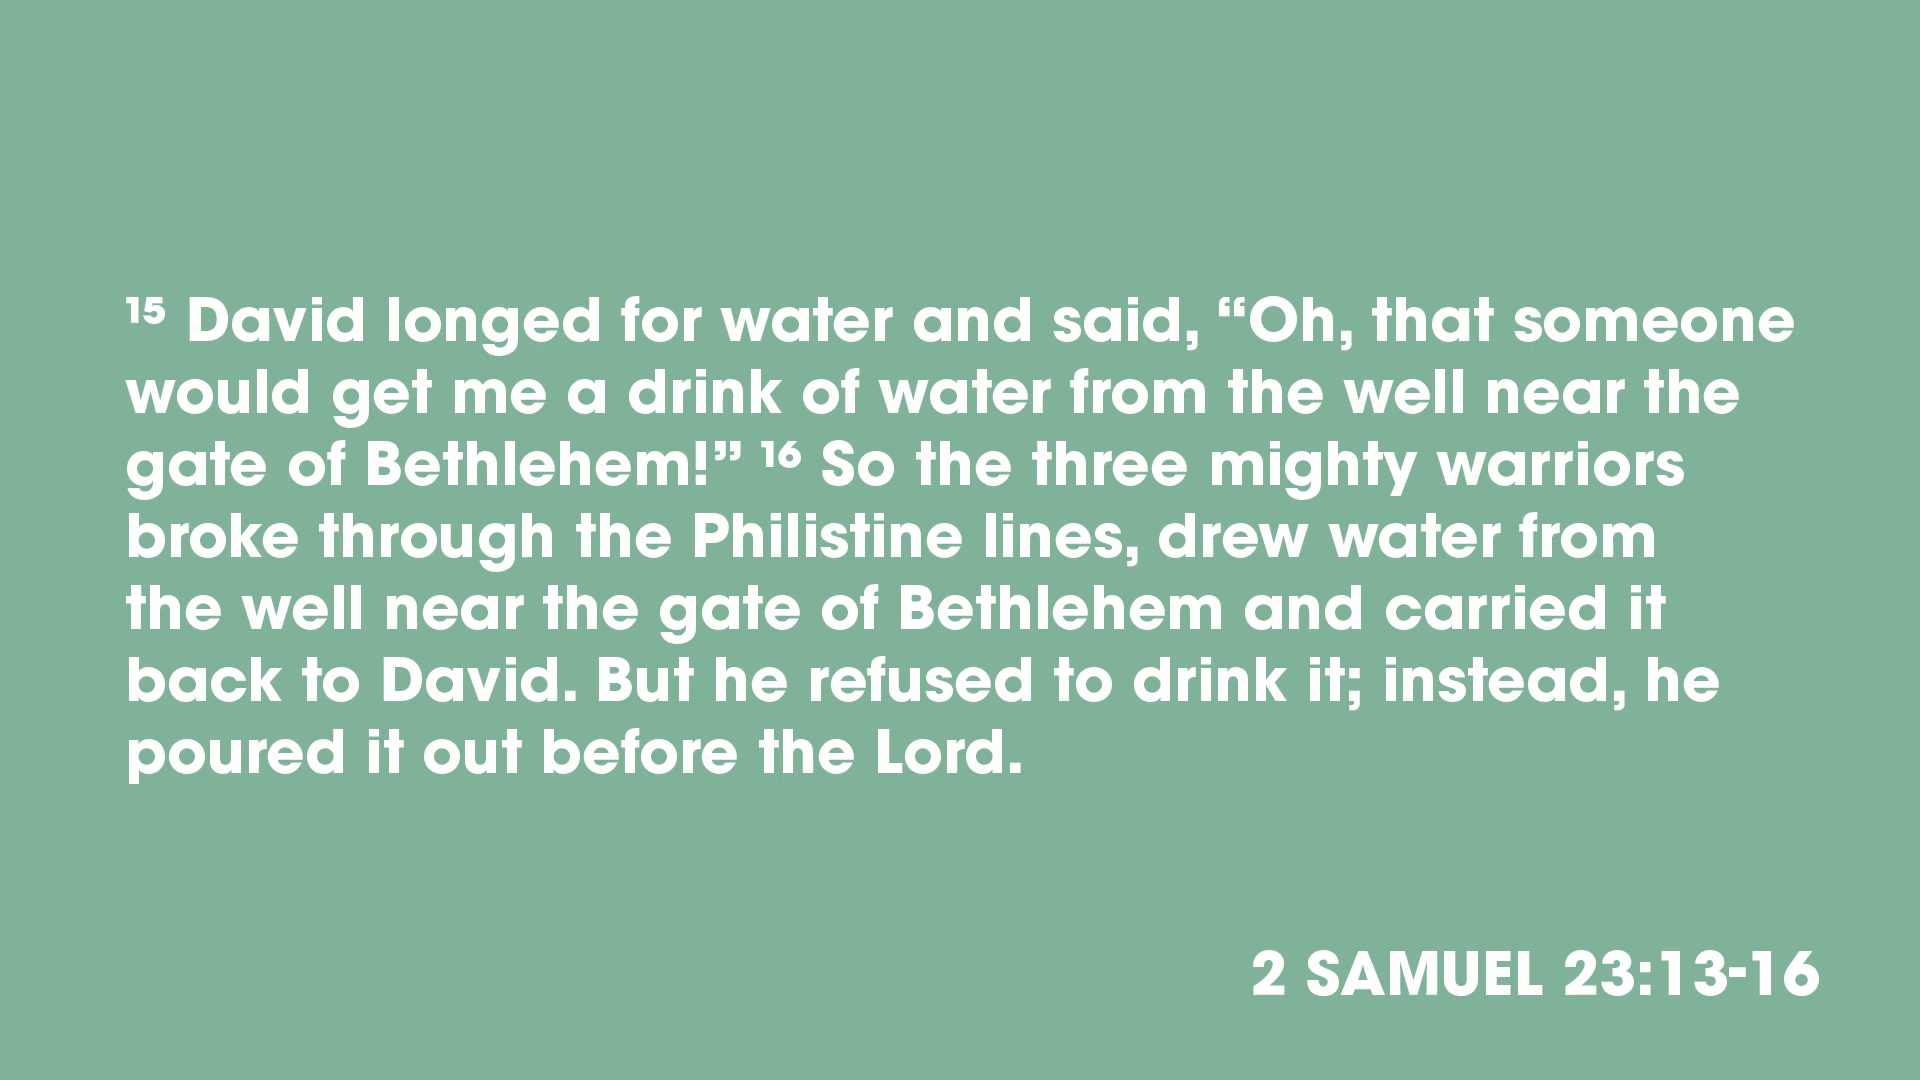 ¹⁵ David longed for water and said, “Oh, that someone
would get me a drink of water from the well near the
gate of Bethlehem!” ¹⁶ So the three mighty warriors
broke through the Philistine lines, drew water from
the well near the gate of Bethlehem and carried it
back to David. But he refused to drink it; instead, he
poured it out before the Lord.
2 SAMUEL 23:13-16